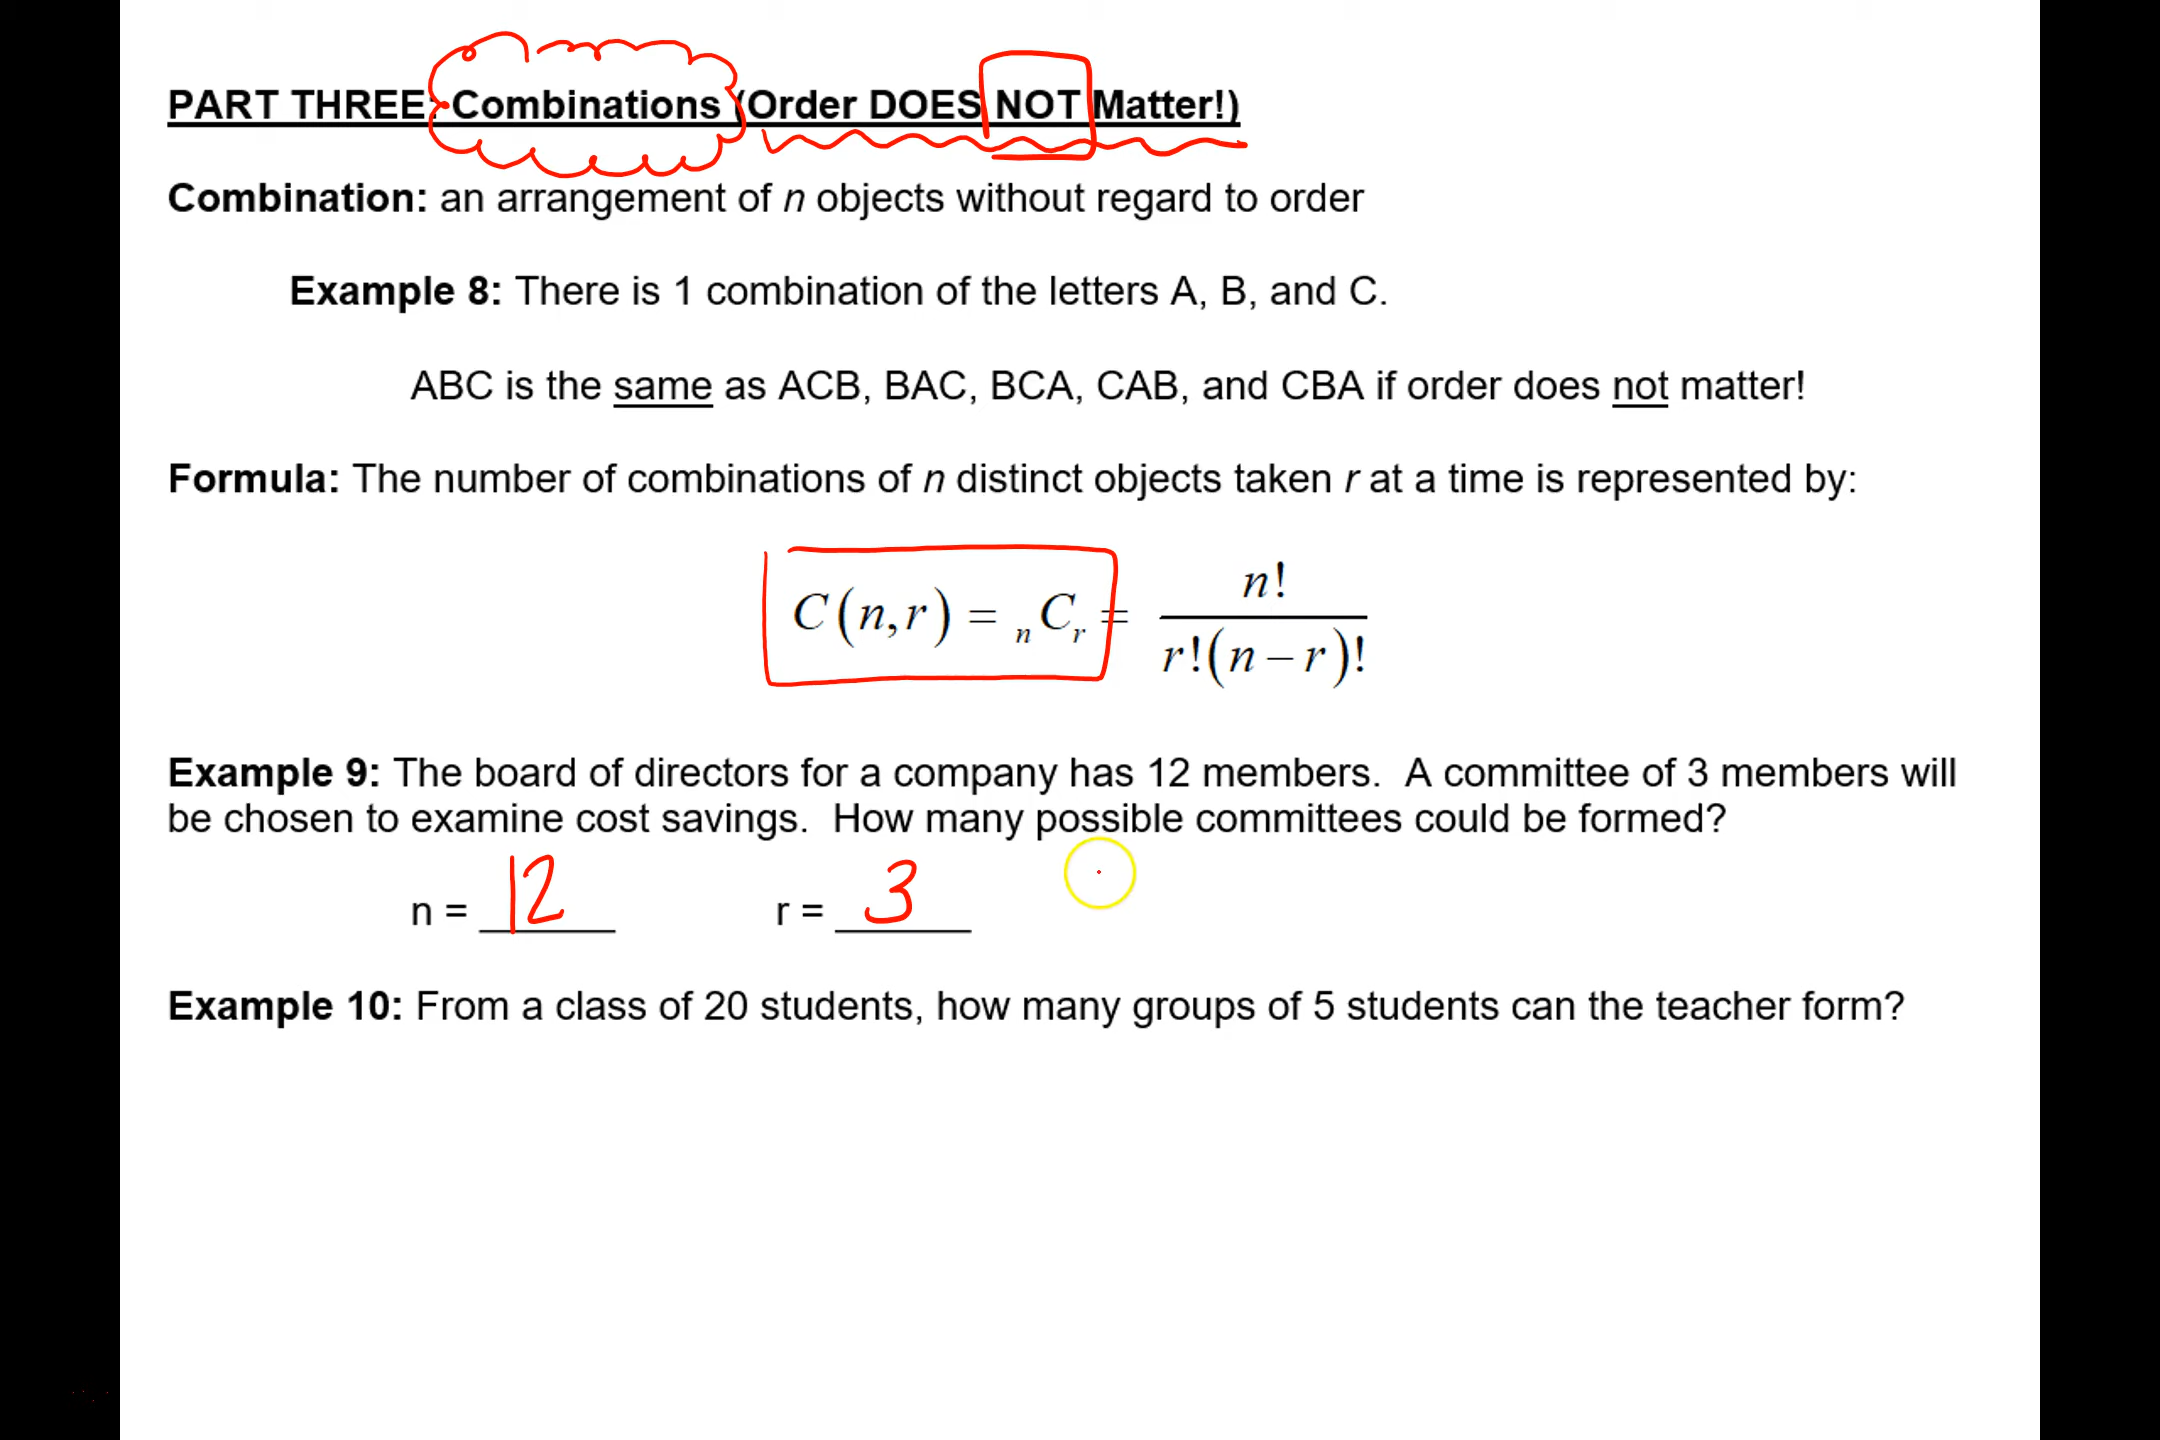 PART THREE: Combinations (Order DOES NOT Matter!)
Combination: an arrangement of n objects without regard to order
Example 8: There is 1 combination of the letters A, B, and C.
ABC is the same as ACB, BAC, BCA, CAB, and CBA if order does not matter!
Formula: The number of combinations of n distinct objects taken r at a time is represented by:
C(n,r) = nCr = n! / r!(n−r)!
Example 9: The board of directors for a company has 12 members. A committee of 3 members will
be chosen to examine cost savings. How many possible committees could be formed?
n = 12 r = 3
Example 10: From a class of 20 students, how many groups of 5 students can the teacher form?